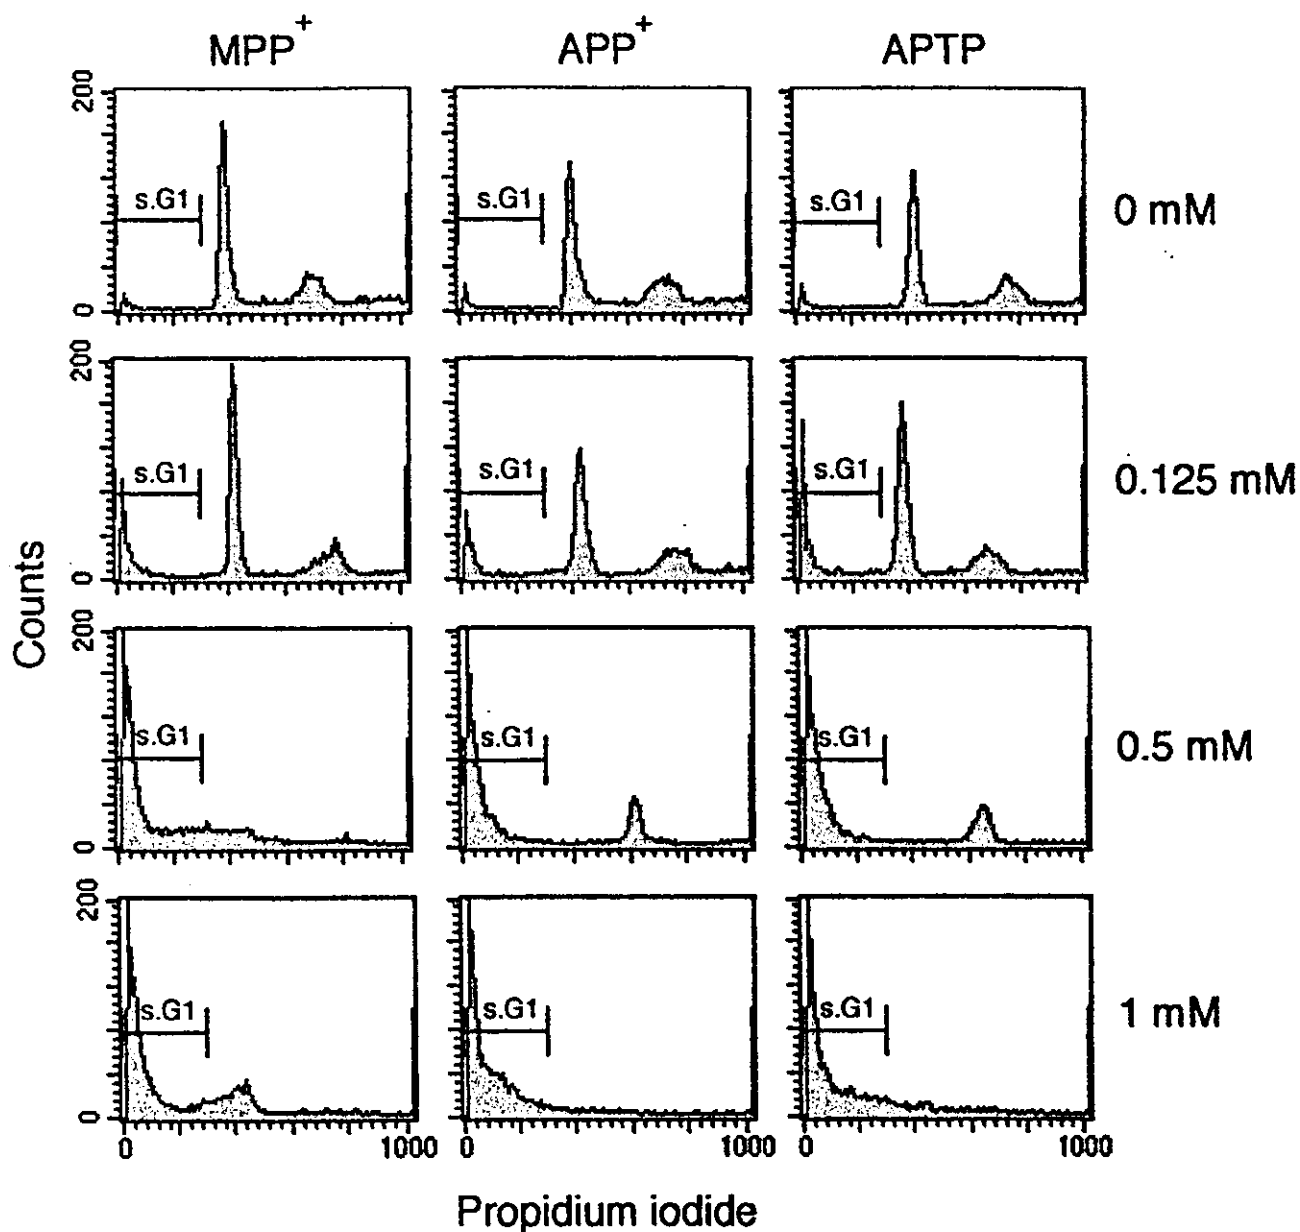 MPP+ APP+ APTP
200
s.G1 s.G1 s.G1 0 mM
0
200
s.G1 s.G1 s.G1 0.125 mM
0
Counts
200
s.G1 s.G1 s.G1 0.5 mM
0
200
s.G1 s.G1 s.G1 1 mM
0
0 1000 0 1000 0 1000
Propidium iodide